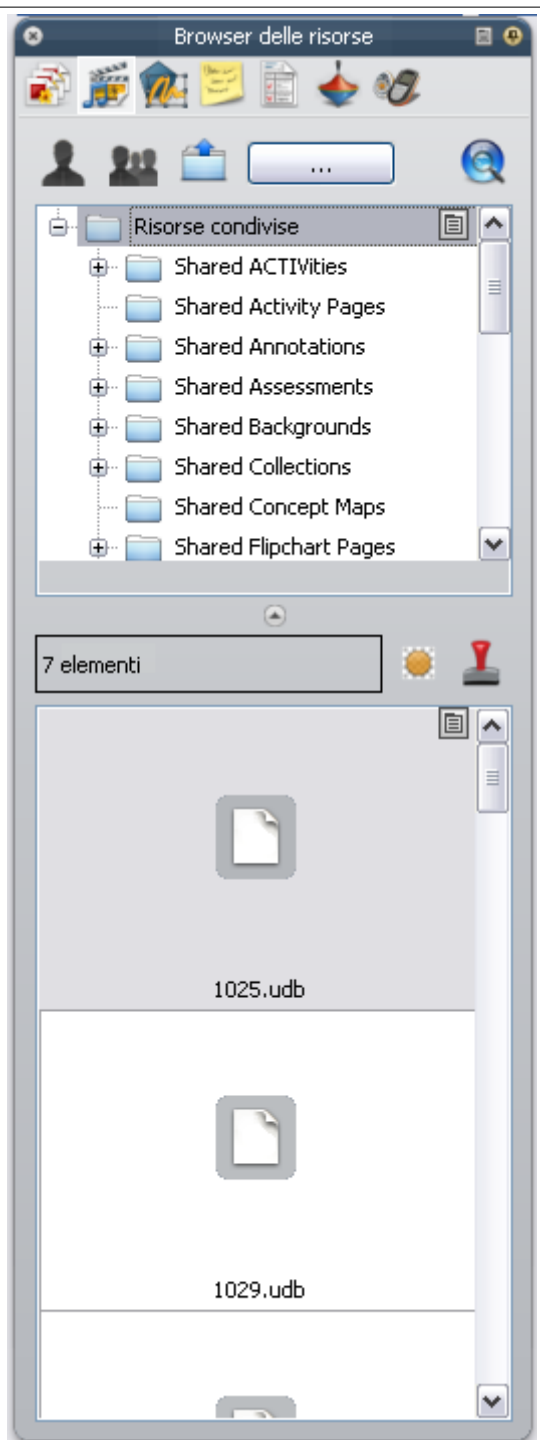 Browser delle risorse
...
Risorse condivise
Shared ACTIVities
Shared Activity Pages
Shared Annotations
Shared Assessments
Shared Backgrounds
Shared Collections
Shared Concept Maps
Shared Flipchart Pages
7 elementi
1025.udb
1029.udb